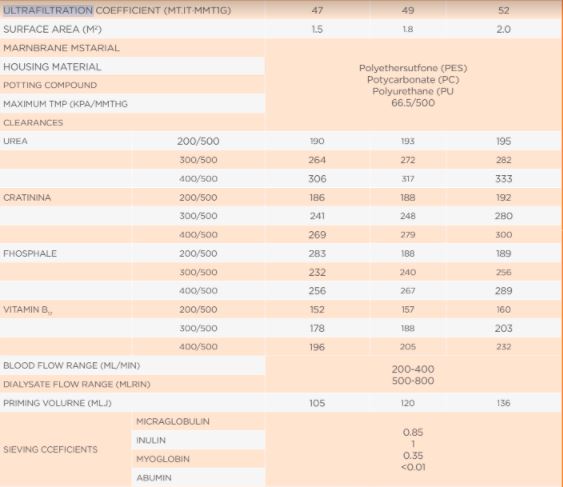 ULTRAFILTRATION COEFFICIENT (MT.IT·MMT1G) 47 49 52
SURFACE AREA (M²) 1.5 1.8 2.0
MARNBRANE MSTARIAL
HOUSING MATERIAL
POTTING COMPOUND
MAXIMUM TMP (KPA/MMTHG
Polyethersutfone (PES)
Potycarbonate (PC)
Polyurethane (PU
66.5/500
CLEARANCES
UREA 200/500 190 193 195
300/500 264 272 282
400/500 306 317 333
CRATININA 200/500 186 188 192
300/500 241 248 280
400/500 269 279 300
FHOSPHALE 200/500 283 188 189
300/500 232 240 256
400/500 256 267 289
VITAMIN B₁₂ 200/500 152 157 160
300/500 178 188 203
400/500 196 205 232
BLOOD FLOW RANGE (ML/MIN) 200-400
DIALYSATE FLOW RANGE (MLRIN) 500-800
PRIMING VOLURNE (MLJ) 105 120 136
SIEVING CCEFICIENTS
MICRAGLOBULIN 0.85
INULIN 1
MYOGLOBIN 0.35
ABUMIN <0.01